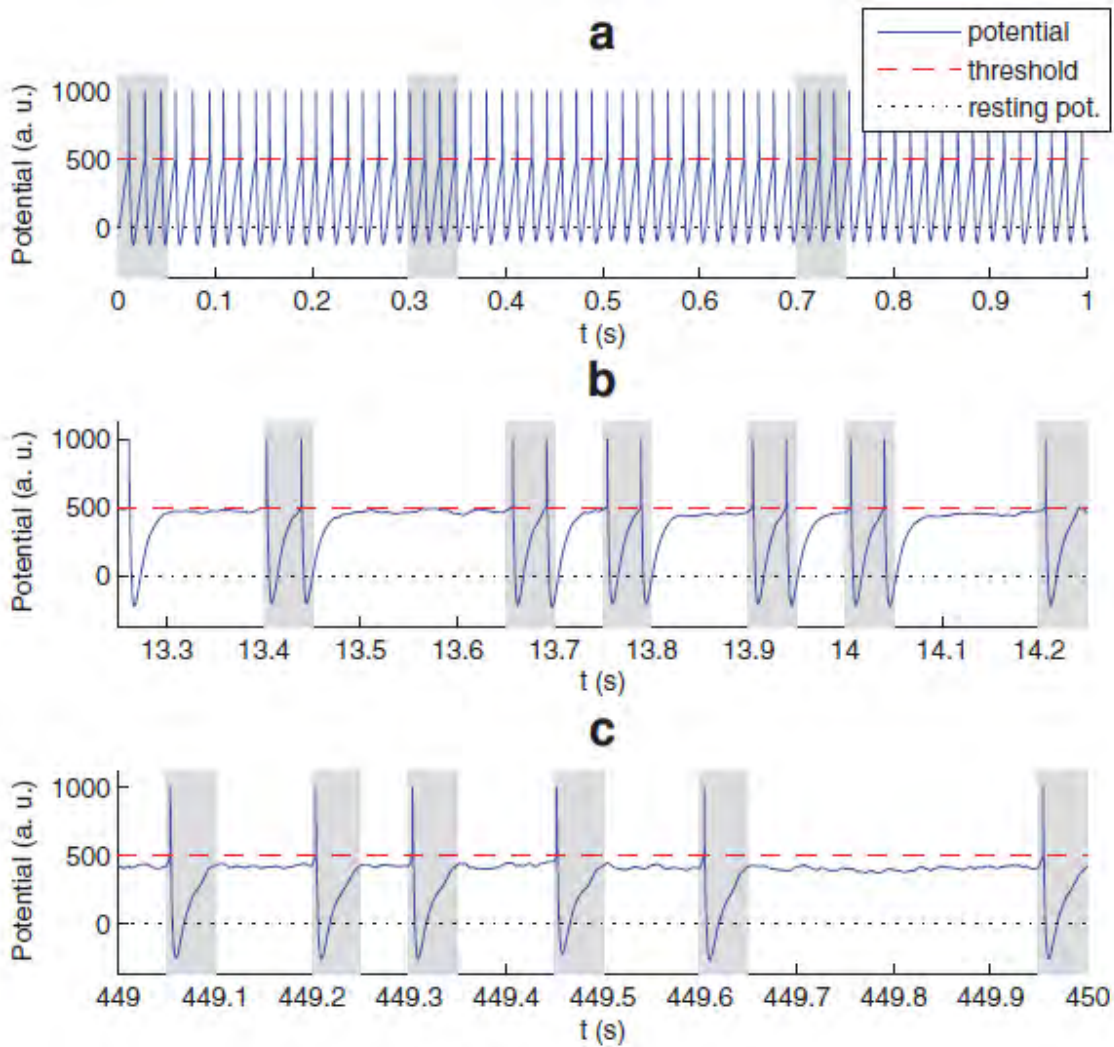 a
potential
threshold
resting pot.
Potential (a. u.)
1000
500
0
0 0.1 0.2 0.3 0.4 0.5 0.6 0.7 0.8 0.9 1
t (s)
b
Potential (a. u.)
1000
500
0
13.3 13.4 13.5 13.6 13.7 13.8 13.9 14 14.1 14.2
t (s)
c
Potential (a. u.)
1000
500
0
449 449.1 449.2 449.3 449.4 449.5 449.6 449.7 449.8 449.9 450
t (s)